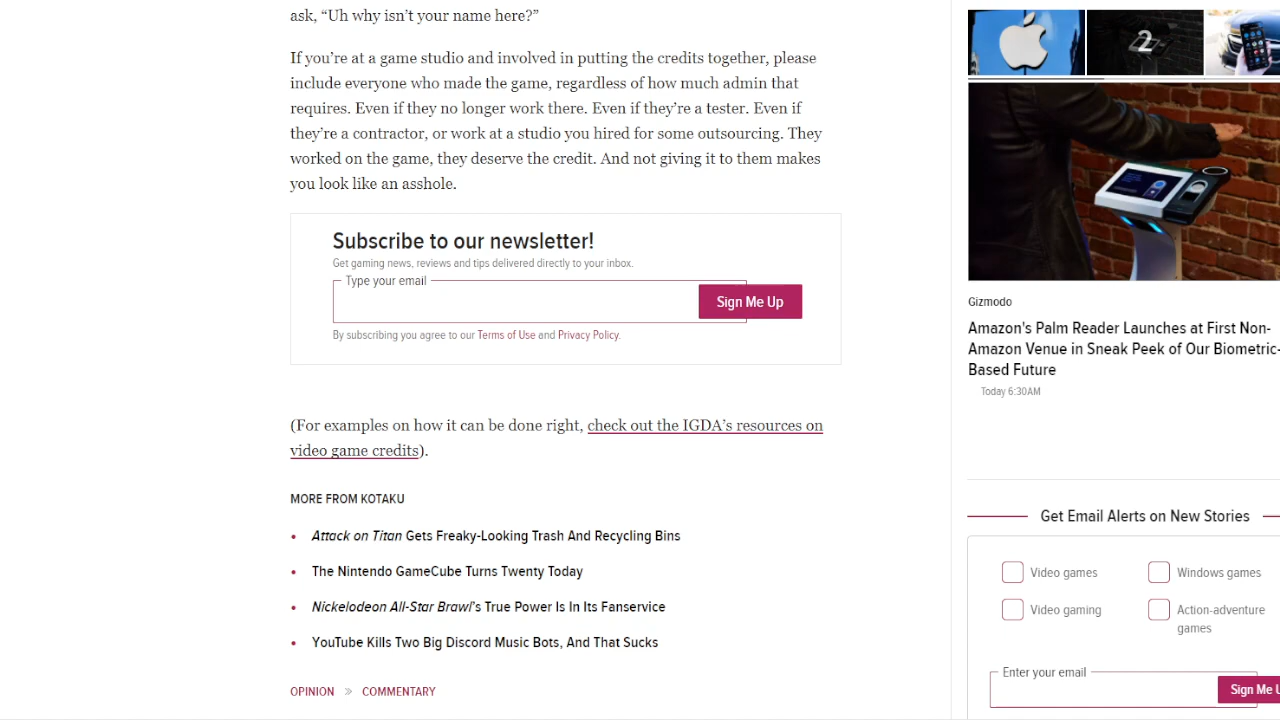 ask, “Uh why isn’t your name here?”
If you’re at a game studio and involved in putting the credits together, please
include everyone who made the game, regardless of how much admin that
requires. Even if they no longer work there. Even if they’re a tester. Even if
they’re a contractor, or work at a studio you hired for some outsourcing. They
worked on the game, they deserve the credit. And not giving it to them makes
you look like an asshole.
Subscribe to our newsletter!
Get gaming news, reviews and tips delivered directly to your inbox.
Type your email
Sign Me Up
By subscribing you agree to our Terms of Use and Privacy Policy.
(For examples on how it can be done right, check out the IGDA’s resources on
video game credits).
MORE FROM KOTAKU
• Attack on Titan Gets Freaky-Looking Trash And Recycling Bins
• The Nintendo GameCube Turns Twenty Today
• Nickelodeon All-Star Brawl’s True Power Is In Its Fanservice
• YouTube Kills Two Big Discord Music Bots, And That Sucks
OPINION » COMMENTARY
2
Gizmodo
Amazon's Palm Reader Launches at First Non-
Amazon Venue in Sneak Peek of Our Biometric-
Based Future
Today 6:30AM
Get Email Alerts on New Stories
Video games
Windows games
Video gaming
Action-adventure
games
Enter your email
Sign Me U